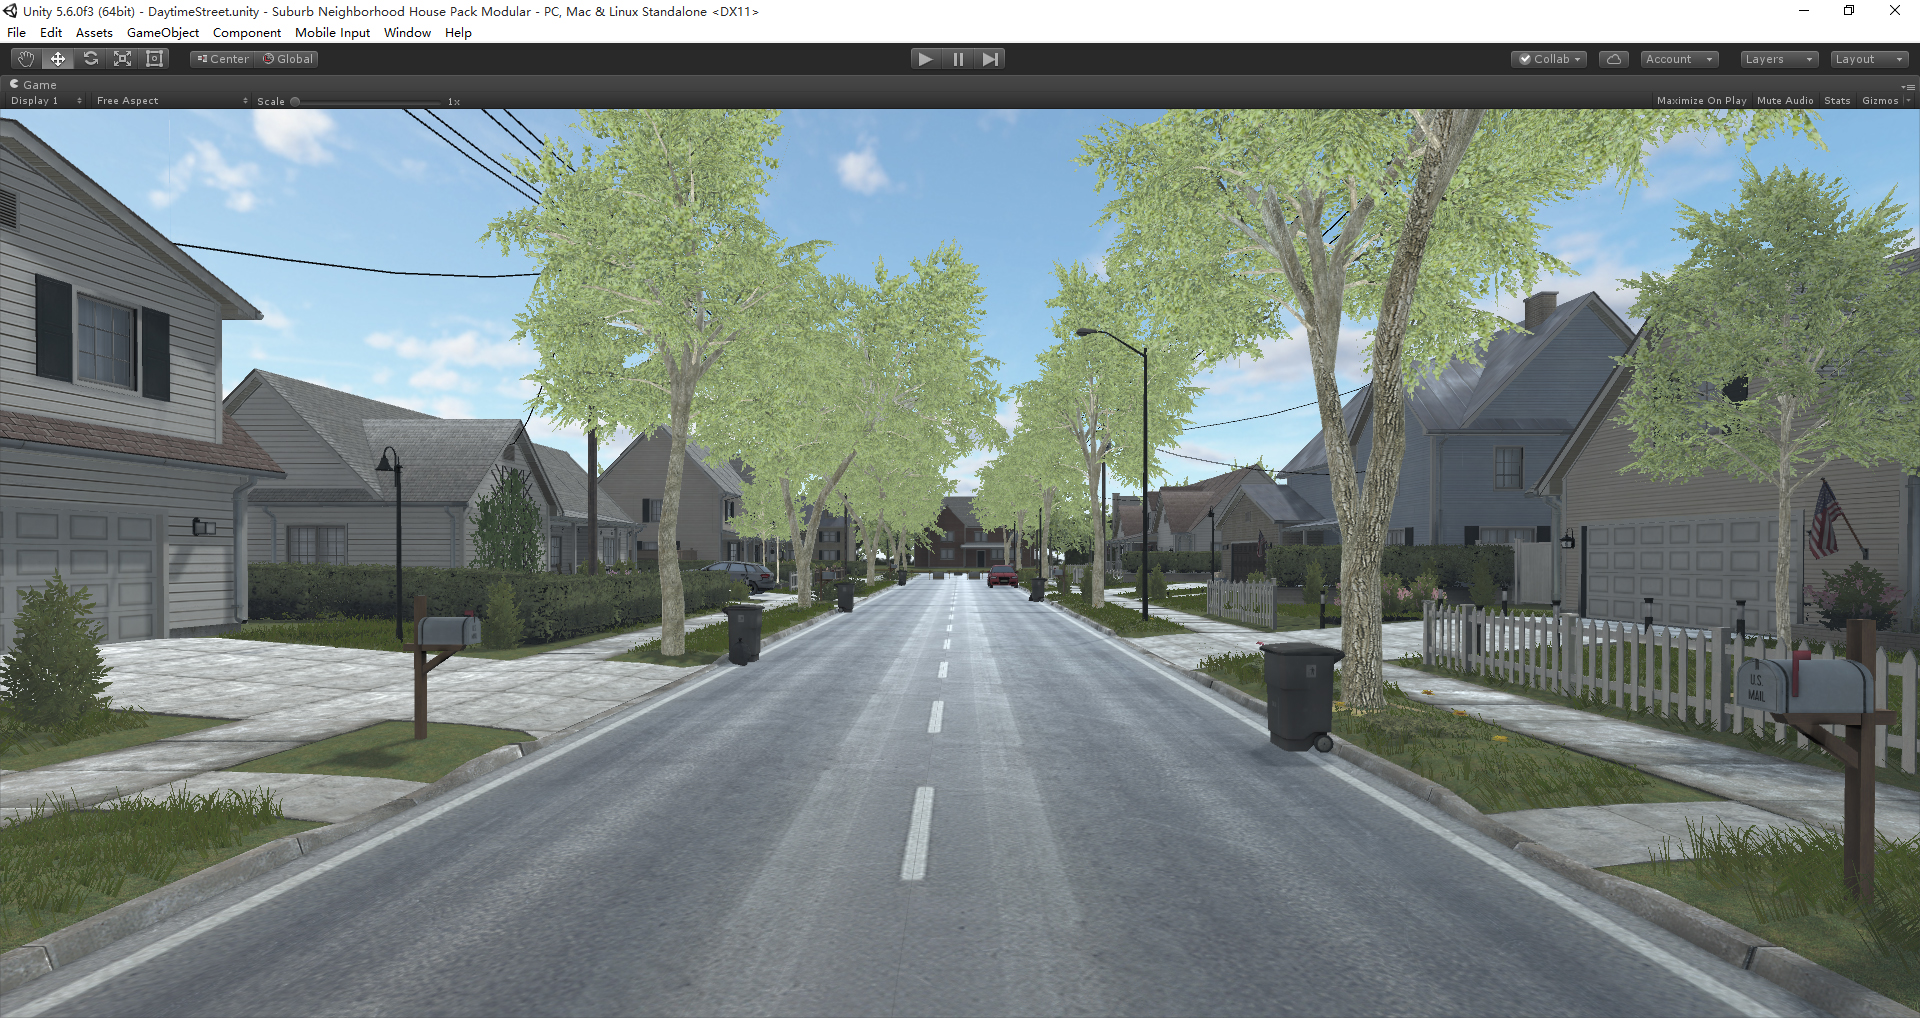 Unity 5.6.0f3 (64bit) - DaytimeStreet.unity - Suburb Neighborhood House Pack Modular - PC, Mac & Linux Standalone <DX11>
File Edit Assets GameObject Component Mobile Input Window Help
Center Global Collab Account Layers Layout
Game
Display 1 Free Aspect Scale 1x Maximize On Play Mute Audio Stats Gizmos
U.S.
MAIL